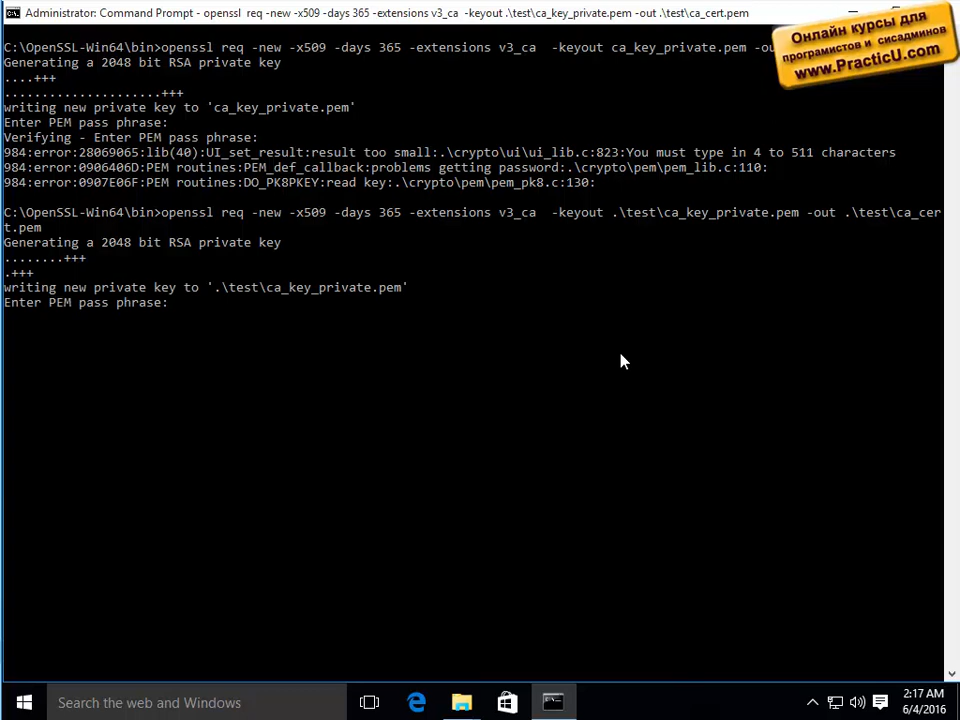 Administrator: Command Prompt - openssl req -new -x509 -days 365 -extensions v3_ca -keyout .\test\ca_key_private.pem -out .\test\ca_cert.pem
Онлайн курсы для
програмистов и сисадминов
www.PracticU.com
C:\OpenSSL-Win64\bin>openssl req -new -x509 -days 365 -extensions v3_ca  -keyout ca_key_private.pem
Generating a 2048 bit RSA private key
....+++
.....................+++
writing new private key to 'ca_key_private.pem'
Enter PEM pass phrase:
Verifying - Enter PEM pass phrase:
984:error:28069065:lib(40):UI_set_result:result too small:.\crypto\ui\ui_lib.c:823:You must type in 4 to 511 characters
984:error:0906406D:PEM routines:PEM_def_callback:problems getting password:.\crypto\pem\pem_lib.c:110:
984:error:0907E06F:PEM routines:DO_PK8PKEY:read key:.\crypto\pem\pem_pk8.c:130:
C:\OpenSSL-Win64\bin>openssl req -new -x509 -days 365 -extensions v3_ca  -keyout .\test\ca_key_private.pem -out .\test\ca_cer
t.pem
Generating a 2048 bit RSA private key
........+++
.+++
writing new private key to '.\test\ca_key_private.pem'
Enter PEM pass phrase:
Search the web and Windows
2:17 AM
6/4/2016